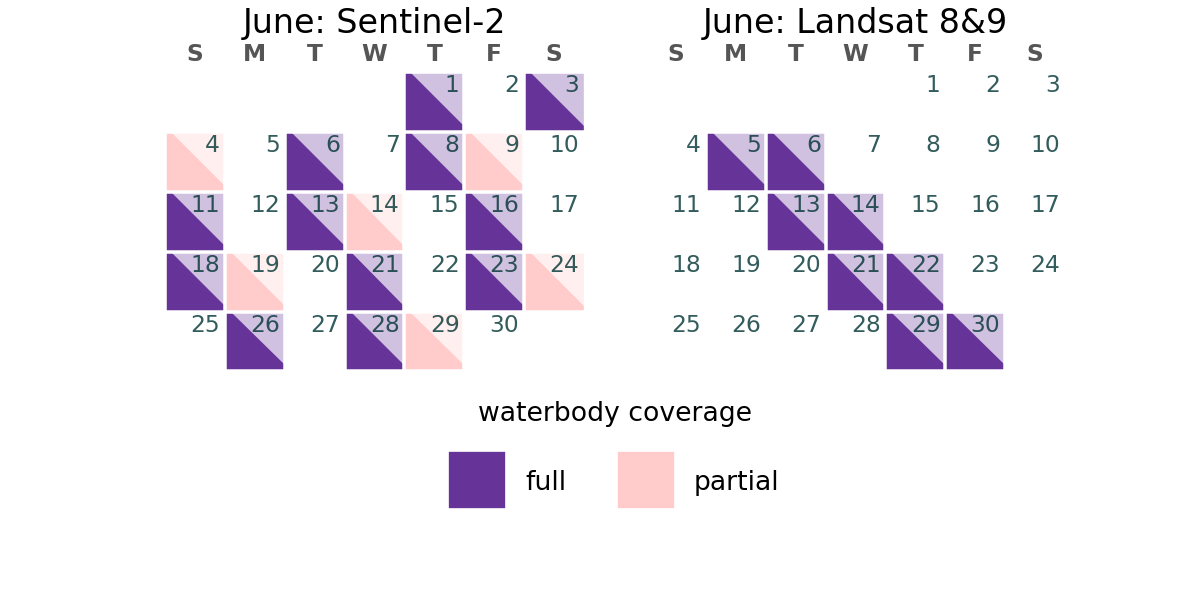 June: Sentinel-2
S M T W T F S
1 2 3
4 5 6 7 8 9 10
11 12 13 14 15 16 17
18 19 20 21 22 23 24
25 26 27 28 29 30
June: Landsat 8&9
S M T W T F S
1 2 3
4 5 6 7 8 9 10
11 12 13 14 15 16 17
18 19 20 21 22 23 24
25 26 27 28 29 30
waterbody coverage
full partial